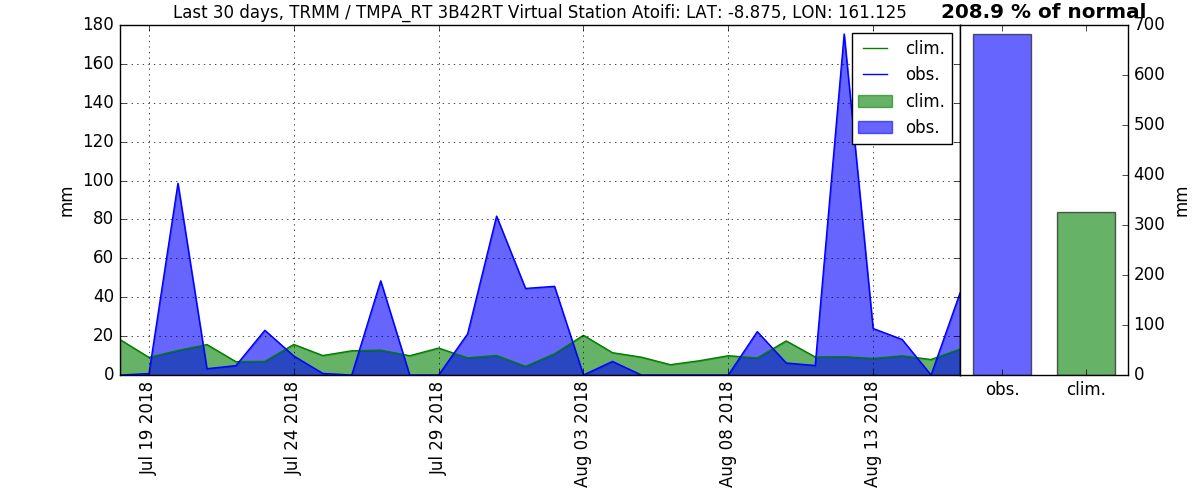 Last 30 days, TRMM / TMPA_RT 3B42RT Virtual Station Atoifi: LAT: -8.875, LON: 161.125
208.9 % of normal
mm
180
160
140
120
100
80
60
40
20
0
Jul 19 2018
Jul 24 2018
Jul 29 2018
Aug 03 2018
Aug 08 2018
Aug 13 2018
clim.
obs.
clim.
obs.
700
600
500
400
300
200
100
0
mm
obs.
clim.